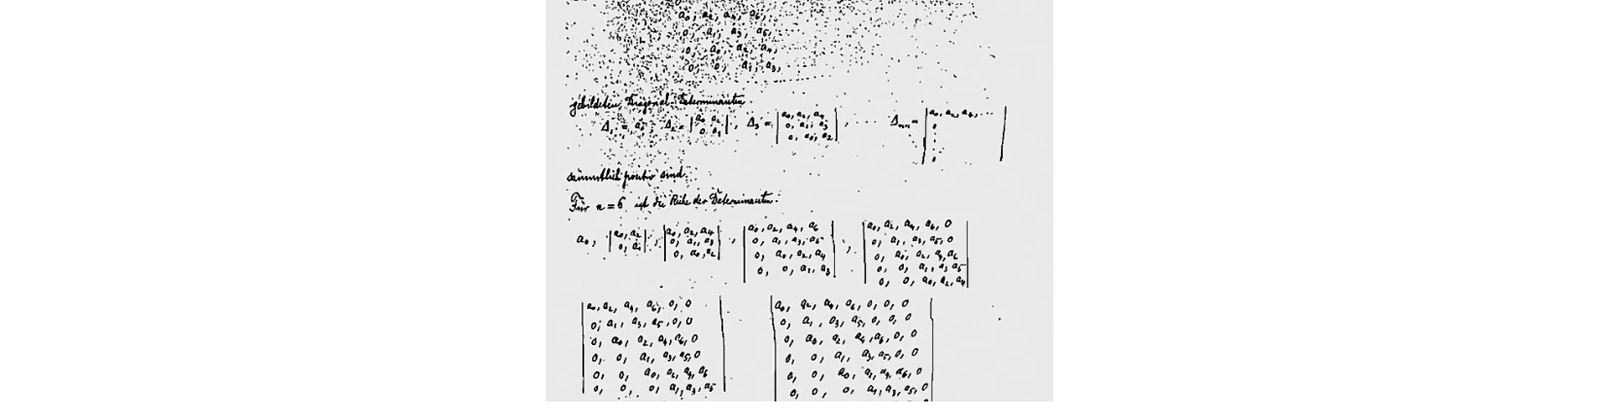 a₀, a₂, a₄, a₆,
0, a₁, a₃, a₅,
0, a₀, a₂, a₄,
0, 0, a₁, a₃,
gebildeten Diagonal-Determinanten
Δ₁ = a₀, Δ₂ = |a₀ a₂; 0 a₁|, Δ₃ = |a₀, a₂, a₄; 0, a₁, a₃; 0, a₀, a₂|, . . . . Δₙ₊₁ = |a₀, a₂, a₄, ...; 0; ⋮; 0|
sämmtlich positiv sind.
Für n = 6 ist die Reihe der Determinanten:
a₀, |a₀, a₂; 0, a₁|, |a₀, a₂, a₄; 0, a₁, a₃; 0, a₀, a₂|, |a₀, a₂, a₄, a₆; 0, a₁, a₃, a₅; 0, a₀, a₂, a₄; 0, 0, a₁, a₃|, |a₀, a₂, a₄, a₆, 0; 0, a₁, a₃, a₅, 0; 0, a₀, a₂, a₄, a₆; 0, 0, a₁, a₃, a₅; 0, 0, a₀, a₂, a₄|
|a₀, a₂, a₄, a₆, 0, 0| |a₀, a₂, a₄, a₆, 0, 0, 0|
|0, a₁, a₃, a₅, 0, 0| |0, a₁, a₃, a₅, 0, 0, 0|
|0, a₀, a₂, a₄, a₆, 0| |0, a₀, a₂, a₄, a₆, 0, 0|
|0, 0, a₁, a₃, a₅, 0| |0, 0, a₁, a₃, a₅, 0, 0|
|0, 0, a₀, a₂, a₄, a₆| |0, 0, a₀, a₂, a₄, a₆, 0|
|0, 0, 0, a₁, a₃, a₅| |0, 0, 0, a₁, a₃, a₅, 0|